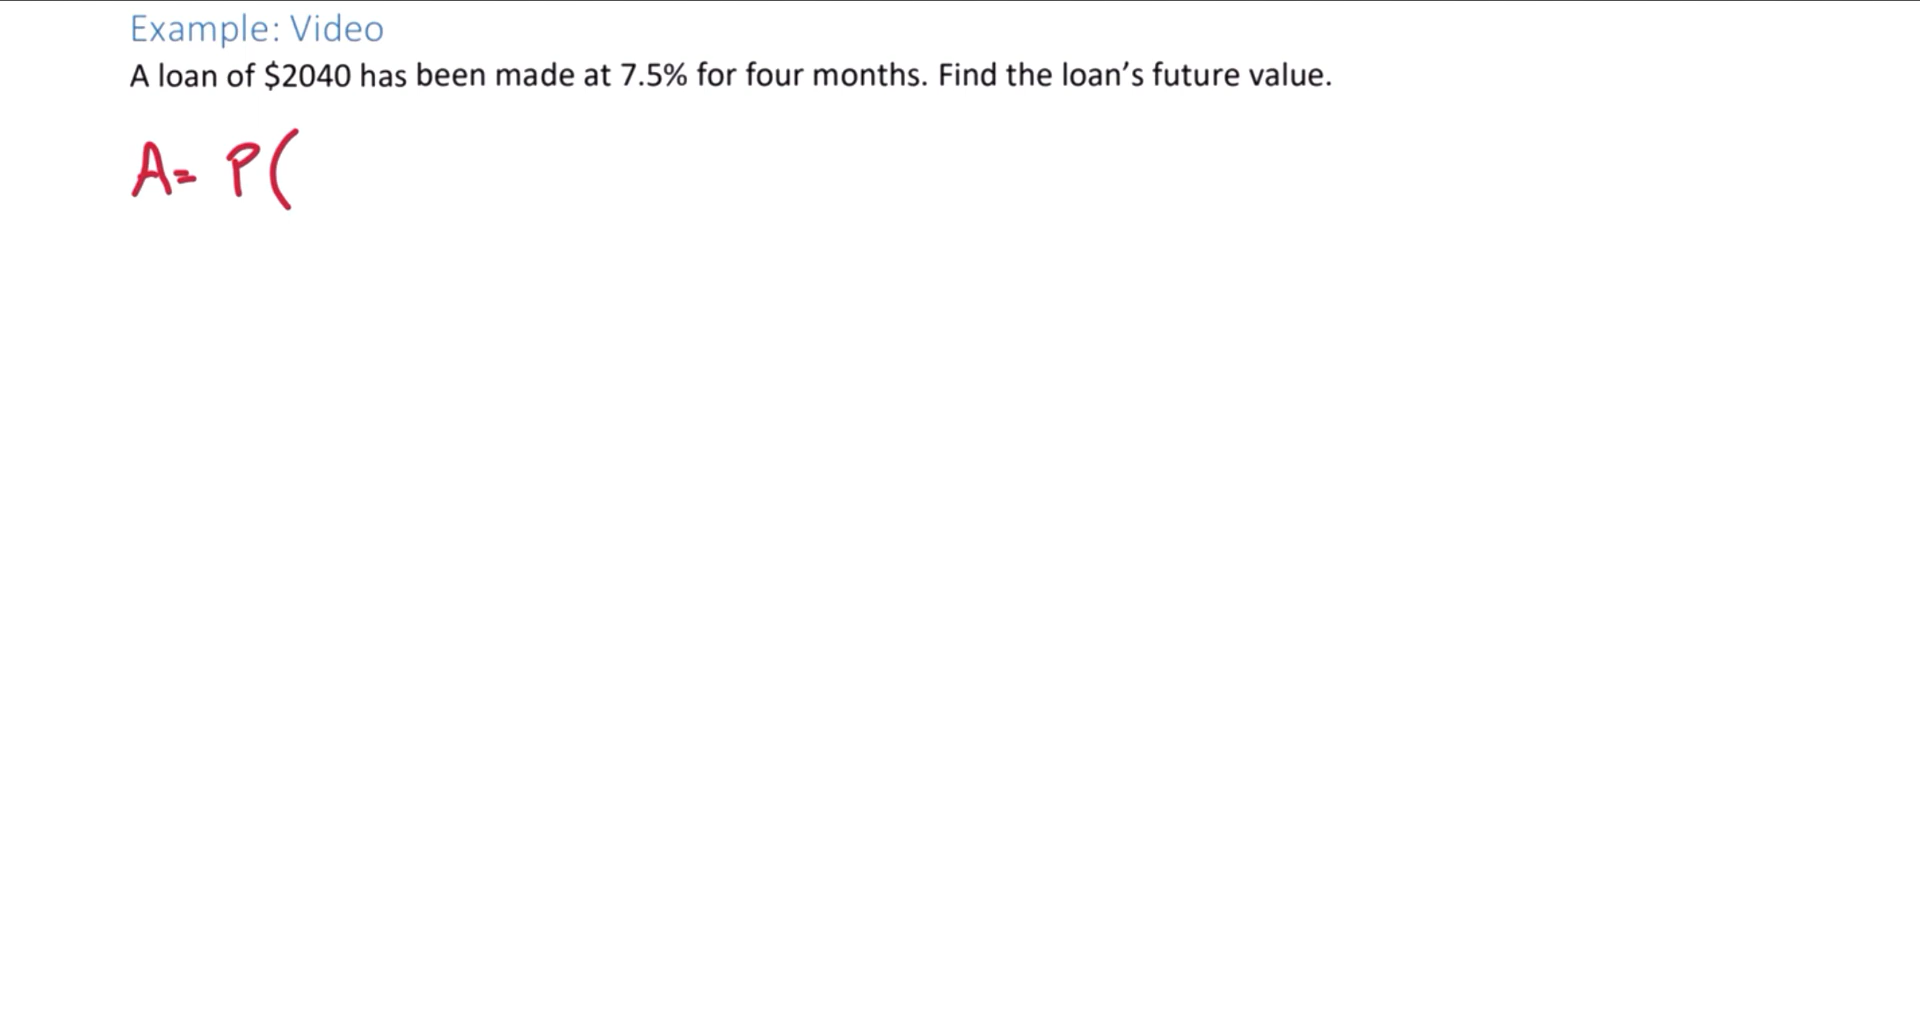 Example: Video
A loan of $2040 has been made at 7.5% for four months. Find the loan’s future value.
A= P(